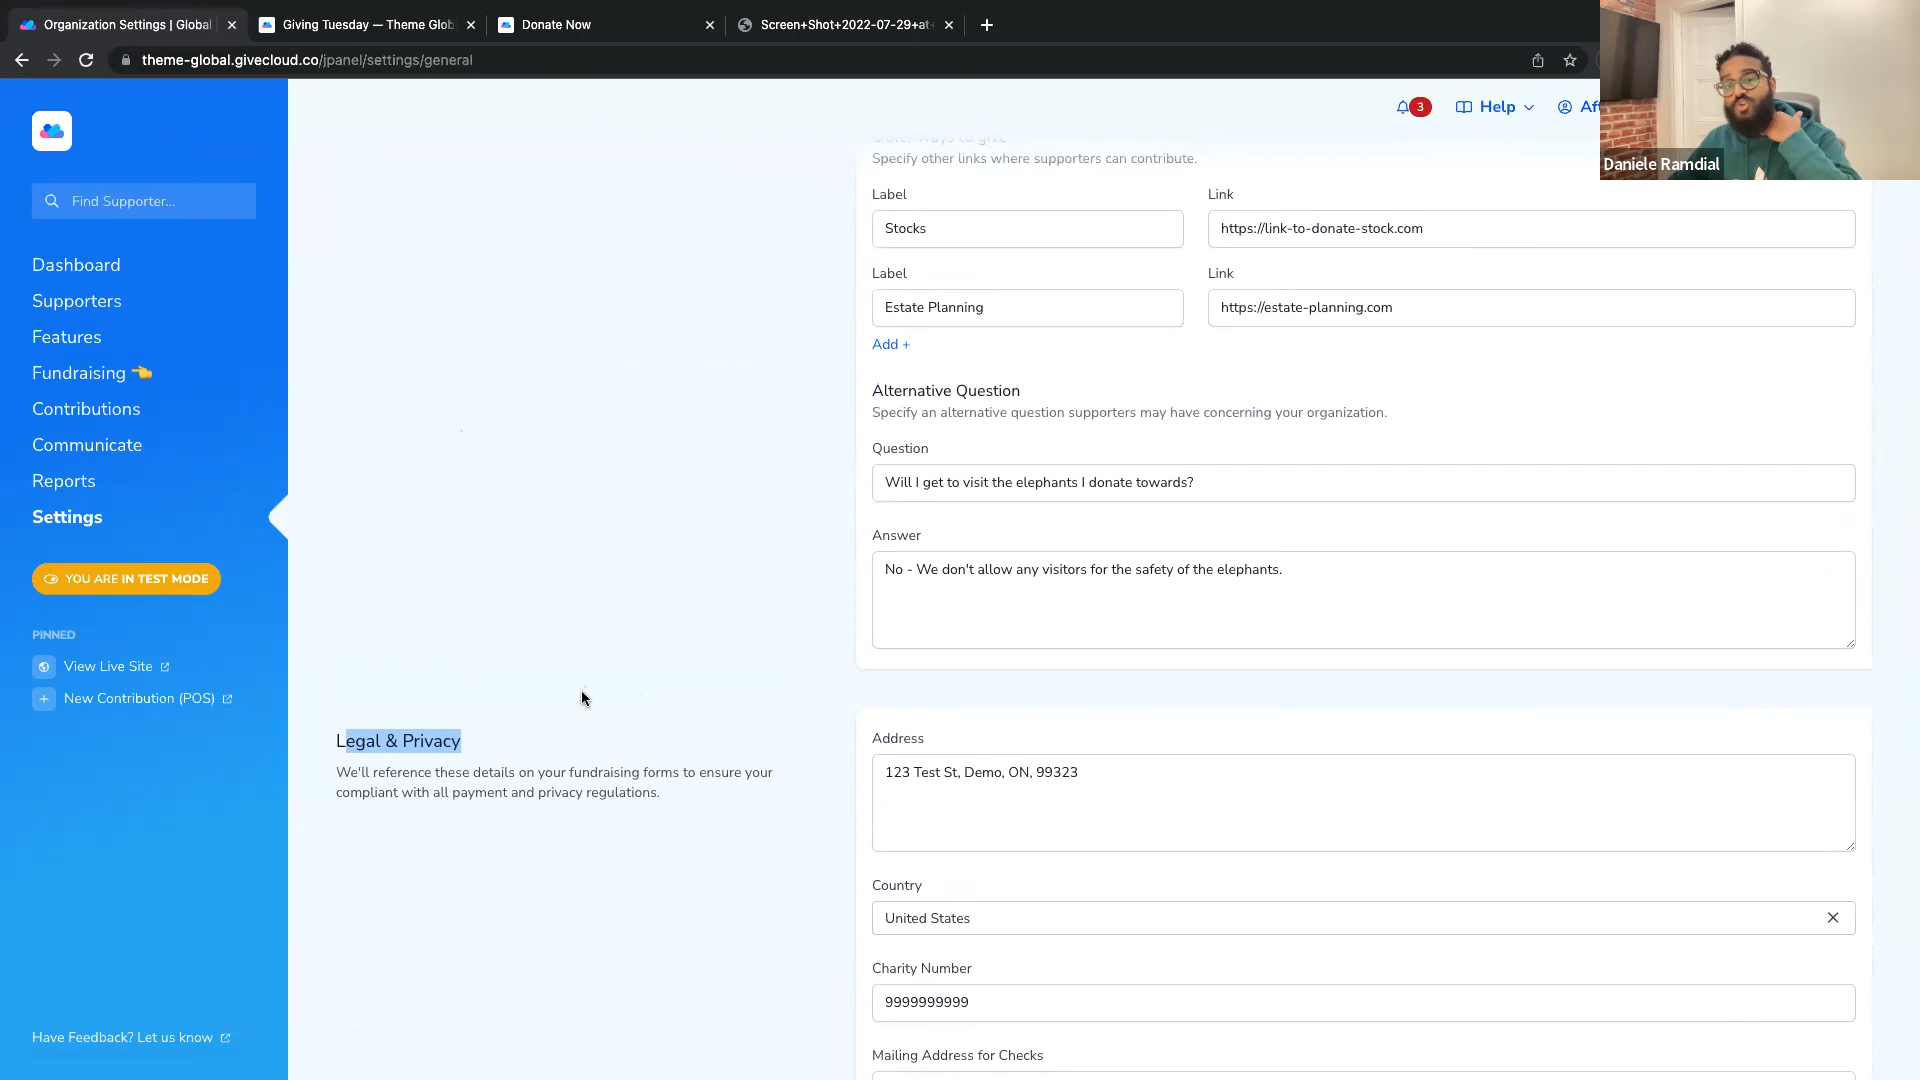 Organization Settings | Global
Giving Tuesday — Theme Glob
Donate Now
Screen+Shot+2022-07-29+at
theme-global.givecloud.co/jpanel/settings/general
3
Help
Aft
Daniele Ramdial
Find Supporter...
Dashboard
Supporters
Features
Fundraising
Contributions
Communicate
Reports
Settings
YOU ARE IN TEST MODE
PINNED
View Live Site
New Contribution (POS)
Have Feedback? Let us know
Other ways to give
Specify other links where supporters can contribute.
Label
Link
Stocks
https://link-to-donate-stock.com
Label
Link
Estate Planning
https://estate-planning.com
Add +
Alternative Question
Specify an alternative question supporters may have concerning your organization.
Question
Will I get to visit the elephants I donate towards?
Answer
No - We don't allow any visitors for the safety of the elephants.
Legal & Privacy
We'll reference these details on your fundraising forms to ensure your
compliant with all payment and privacy regulations.
Address
123 Test St, Demo, ON, 99323
Country
United States
Charity Number
9999999999
Mailing Address for Checks